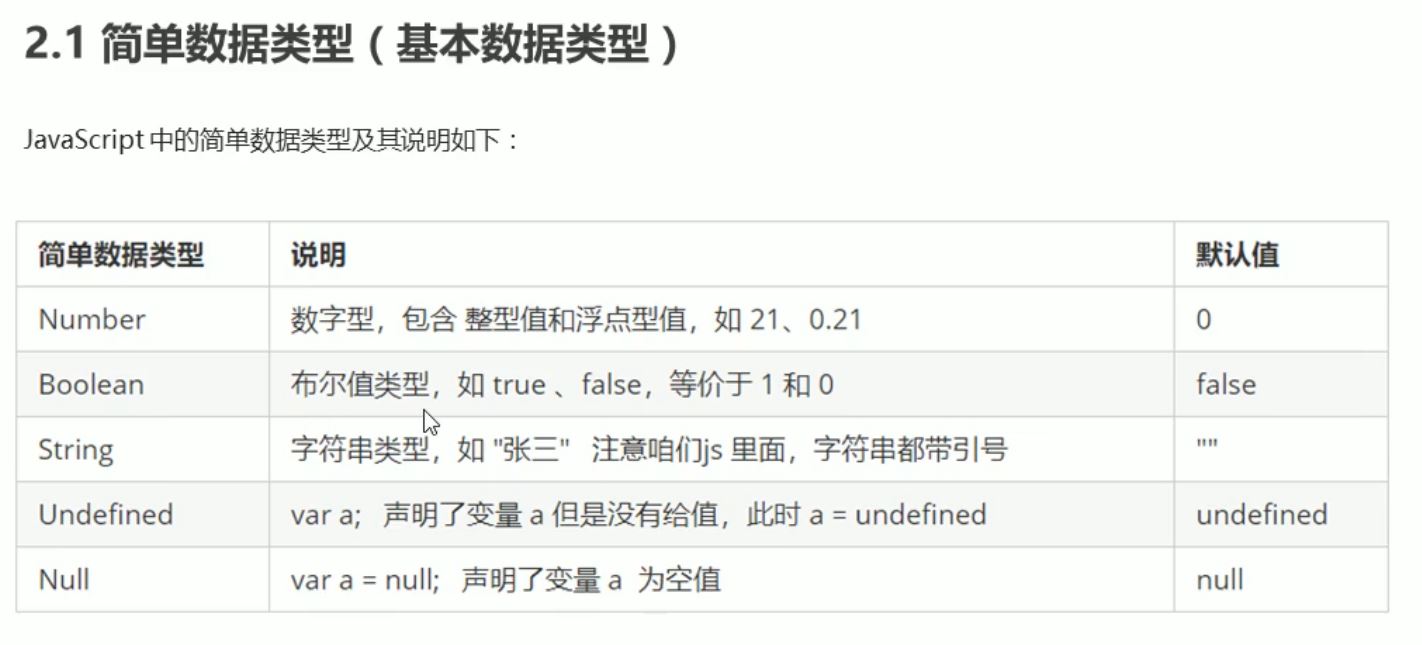 2.1 简单数据类型（基本数据类型）
JavaScript 中的简单数据类型及其说明如下：
简单数据类型 说明 默认值
Number 数字型，包含 整型值和浮点型值，如 21、0.21 0
Boolean 布尔值类型，如 true 、false，等价于 1 和 0 false
String 字符串类型，如 "张三" 注意咱们js 里面，字符串都带引号 ""
Undefined var a; 声明了变量 a 但是没有给值，此时 a = undefined undefined
Null var a = null; 声明了变量 a 为空值 null